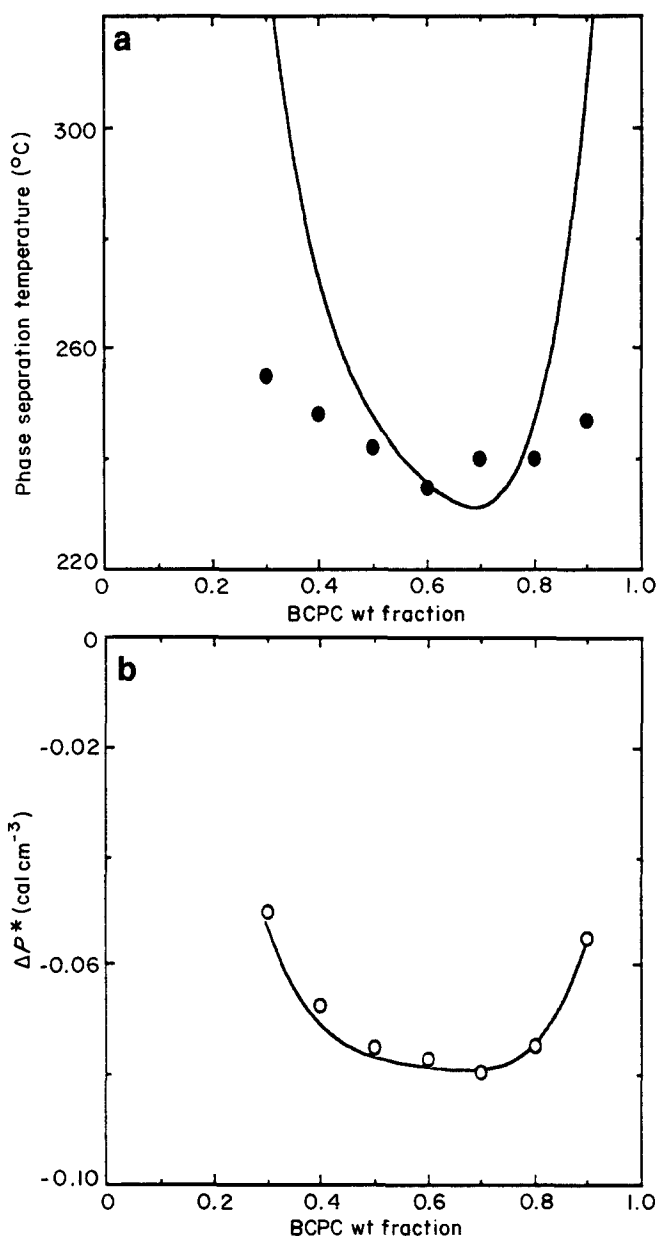 a
300
260
220
Phase separation temperature (°C)
0 0.2 0.4 0.6 0.8 1.0
BCPC wt fraction
b
0
-0.02
-0.06
-0.10
ΔP* (cal cm⁻³)
0 0.2 0.4 0.6 0.8 1.0
BCPC wt fraction